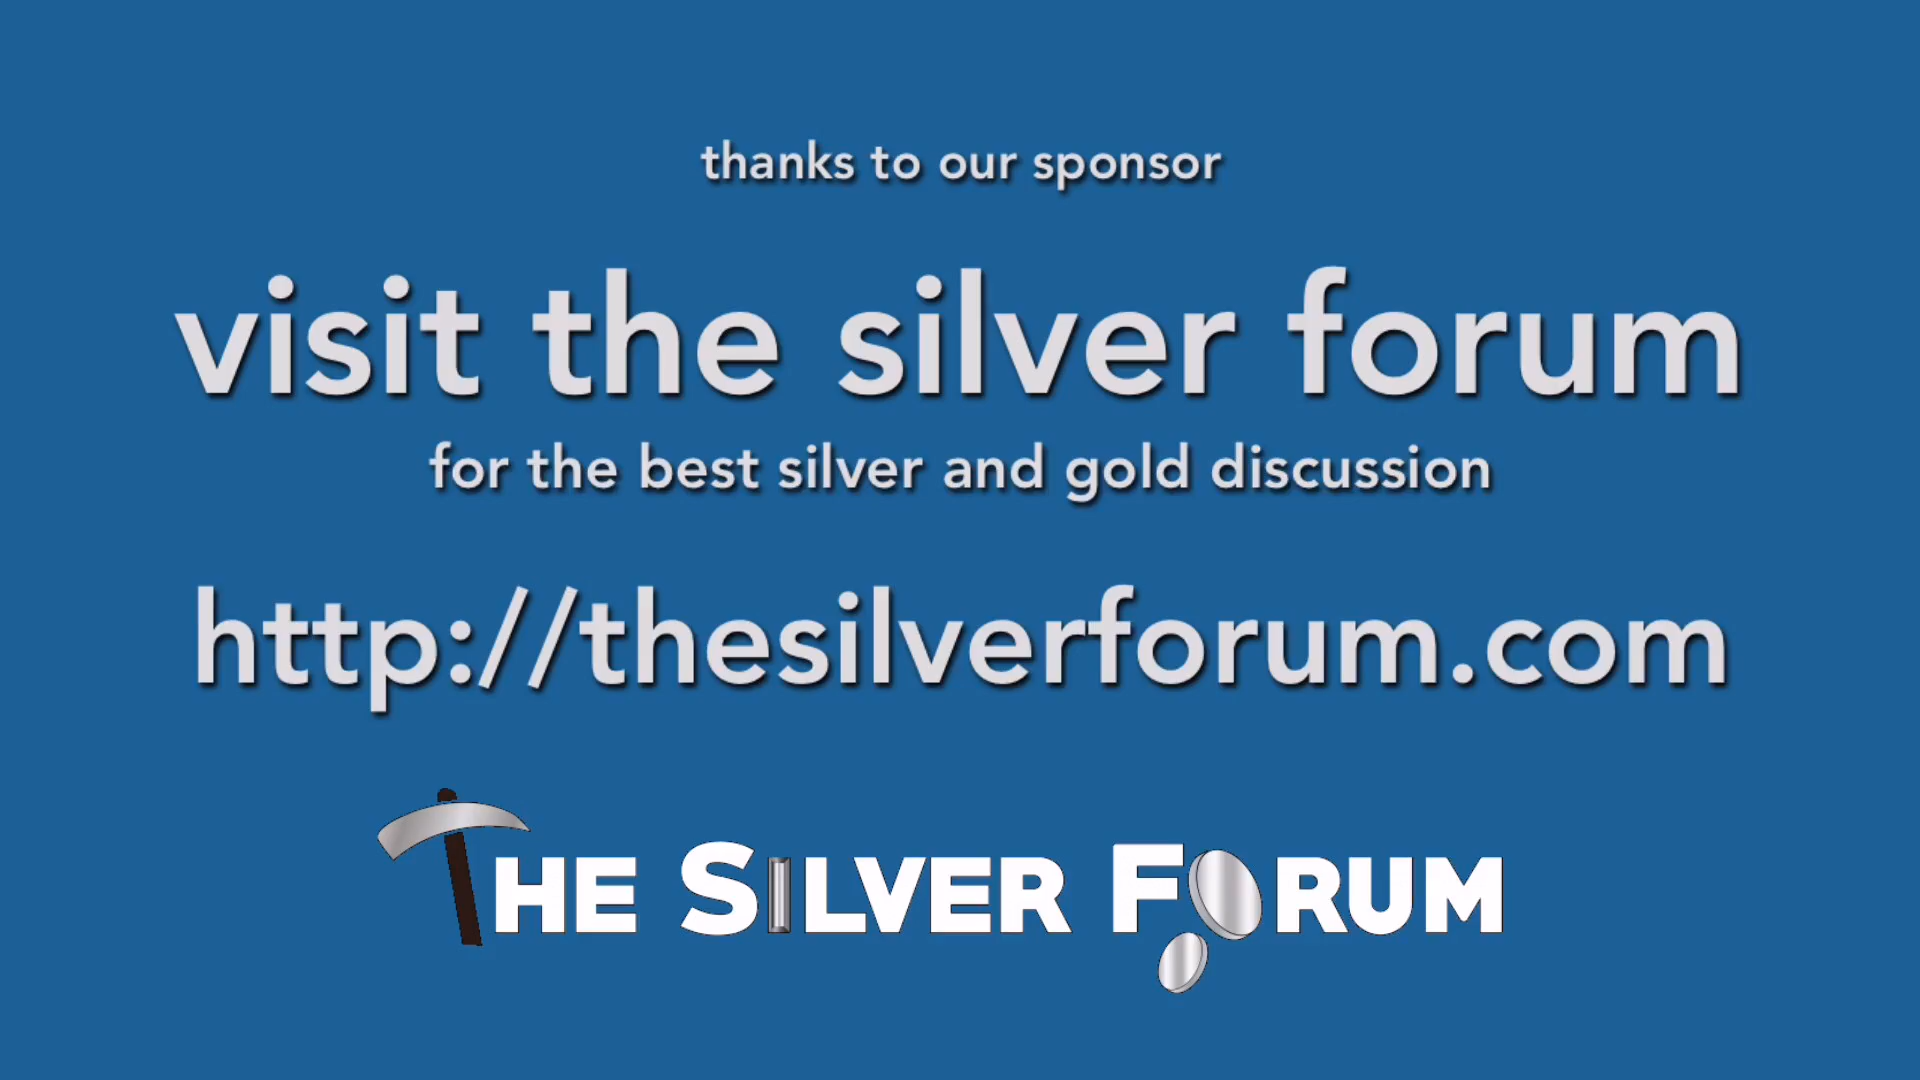 thanks to our sponsor
visit the silver forum
for the best silver and gold discussion
http://thesilverforum.com
THE SILVER FORUM